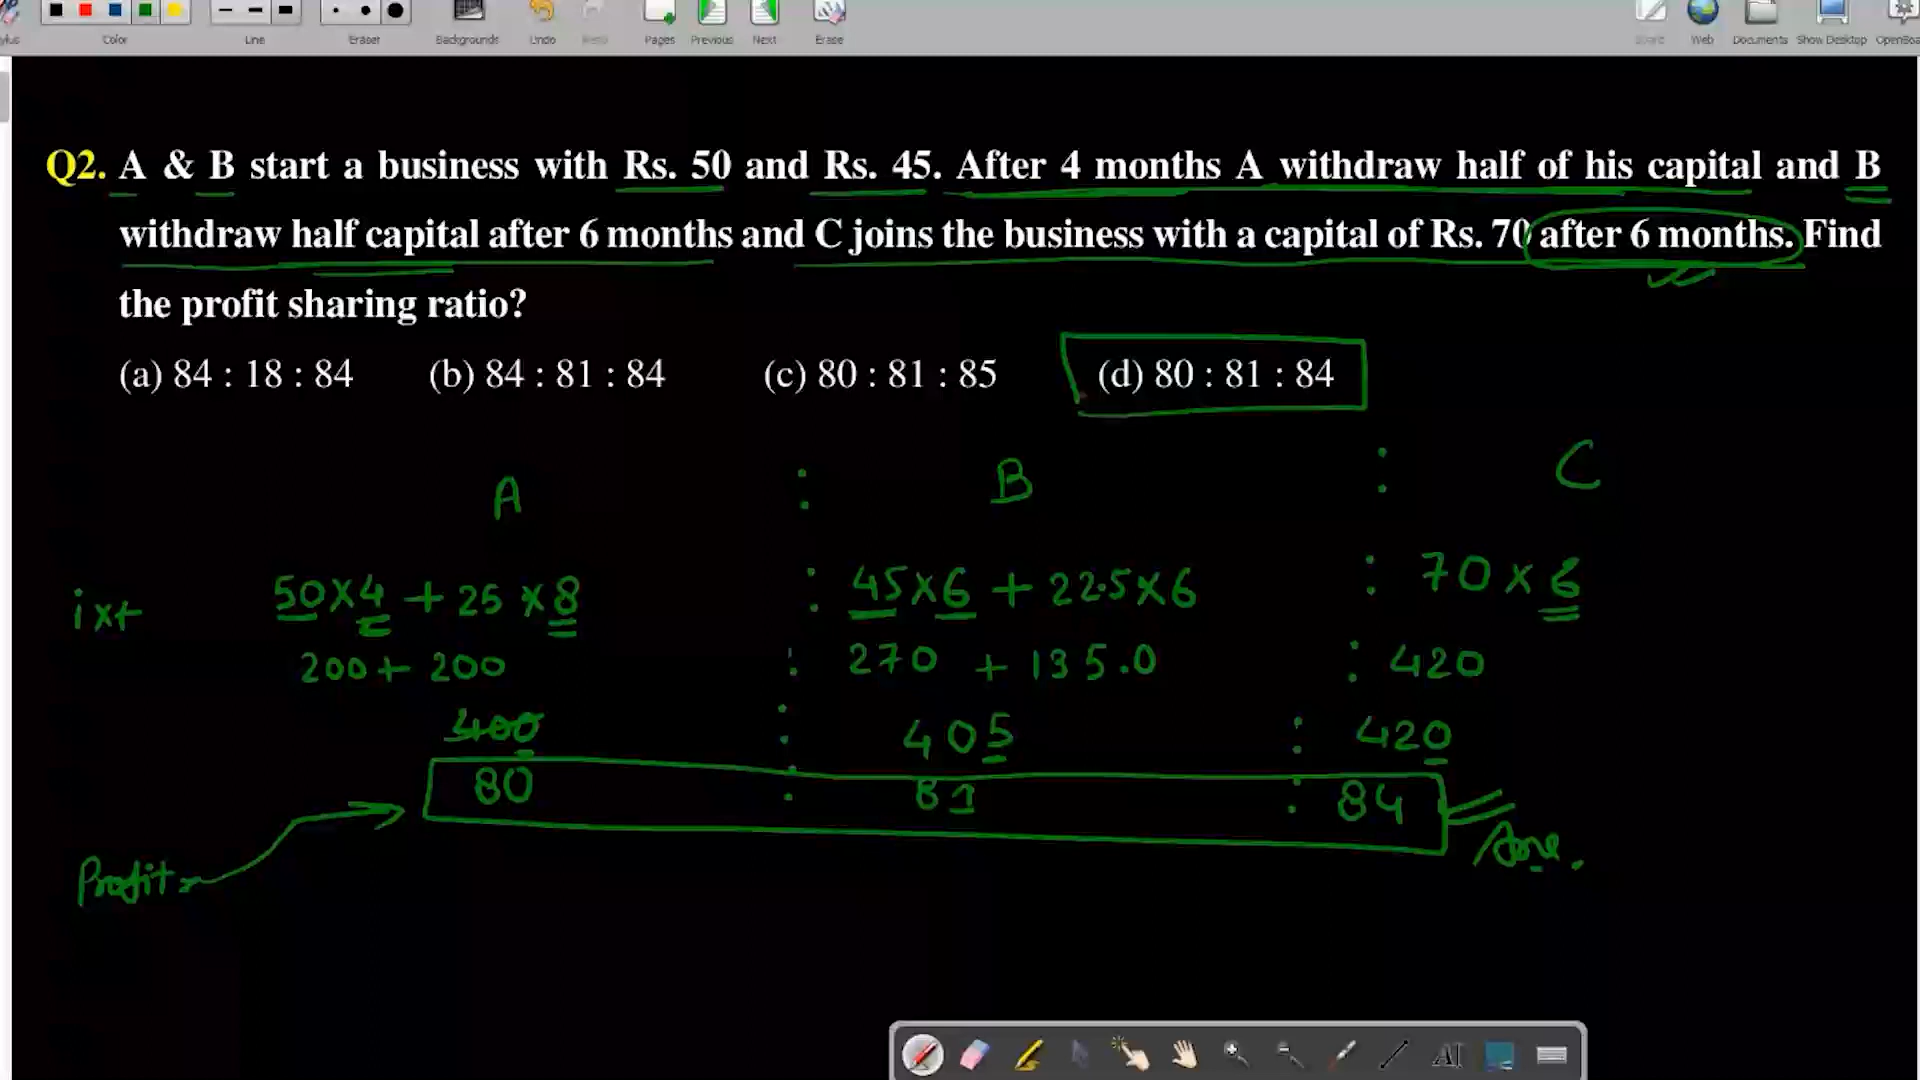 Color Line Eraser Backgrounds Undo Pages Previous Next Erase Web Documents Show Desktop OpenBoa
Q2. A & B start a business with Rs. 50 and Rs. 45. After 4 months A withdraw half of his capital and B
withdraw half capital after 6 months and C joins the business with a capital of Rs. 70 after 6 months. Find
the profit sharing ratio?
(a) 84 : 18 : 84 (b) 84 : 81 : 84 (c) 80 : 81 : 85 (d) 80 : 81 : 84
A : B : C
ixt 50×4 + 25 ×8 : 45×6 + 22.5×6 : 70×6
200+ 200 : 270 + 135.0 : 420
400 : 405 : 420
80 : 81 : 84
Profit Ans.